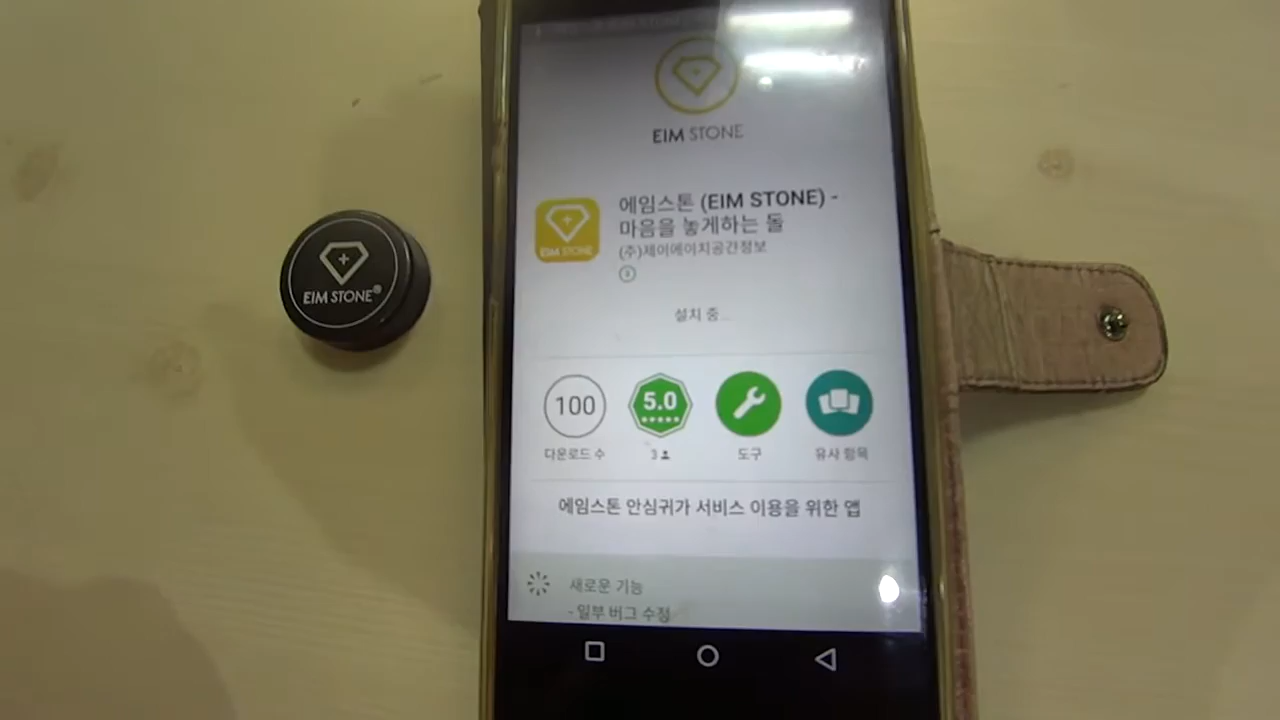 EIM STONE
에임스톤 (EIM STONE) -
마음을 놓게하는 돌
(주)제이에이치공간정보
EIM STONE
설치 중...
EIM STONE®
100
5.0
다운로드 수
3
도구
유사 항목
에임스톤 안심귀가 서비스 이용을 위한 앱
새로운 기능
- 일부 버그 수정